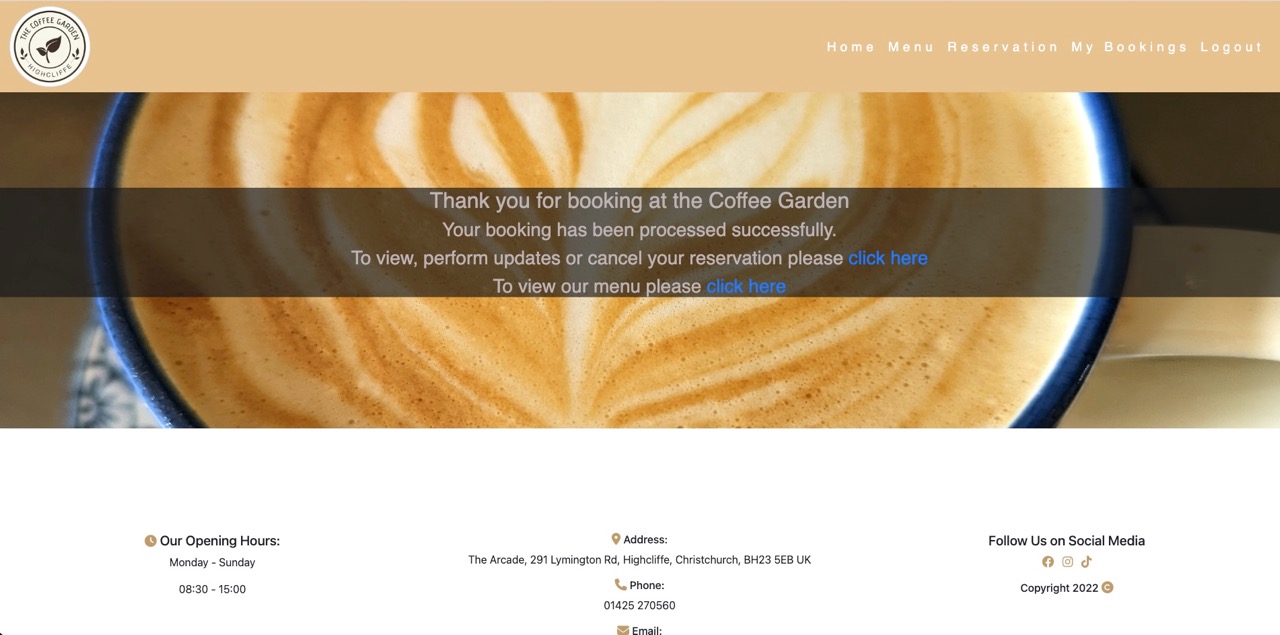 THE COFFEE GARDEN
HIGHCLIFFE
Home Menu Reservation My Bookings Logout
Thank you for booking at the Coffee Garden
Your booking has been processed successfully.
To view, perform updates or cancel your reservation please click here
To view our menu please click here
Our Opening Hours:
Monday - Sunday
08:30 - 15:00
Address:
The Arcade, 291 Lymington Rd, Highcliffe, Christchurch, BH23 5EB UK
Phone:
01425 270560
Email:
Follow Us on Social Media
Copyright 2022 ©